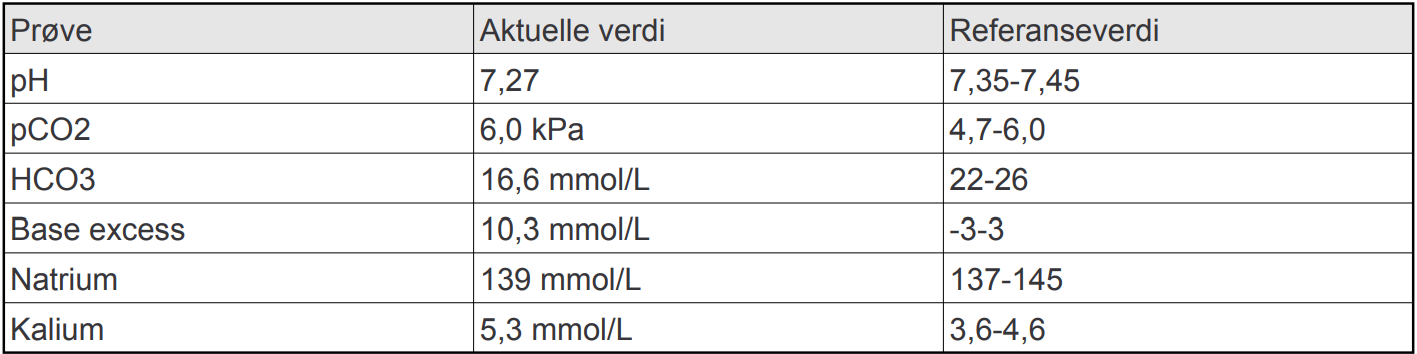 Prøve Aktuelle verdi Referanseverdi
pH 7,27 7,35-7,45
pCO2 6,0 kPa 4,7-6,0
HCO3 16,6 mmol/L 22-26
Base excess 10,3 mmol/L -3-3
Natrium 139 mmol/L 137-145
Kalium 5,3 mmol/L 3,6-4,6